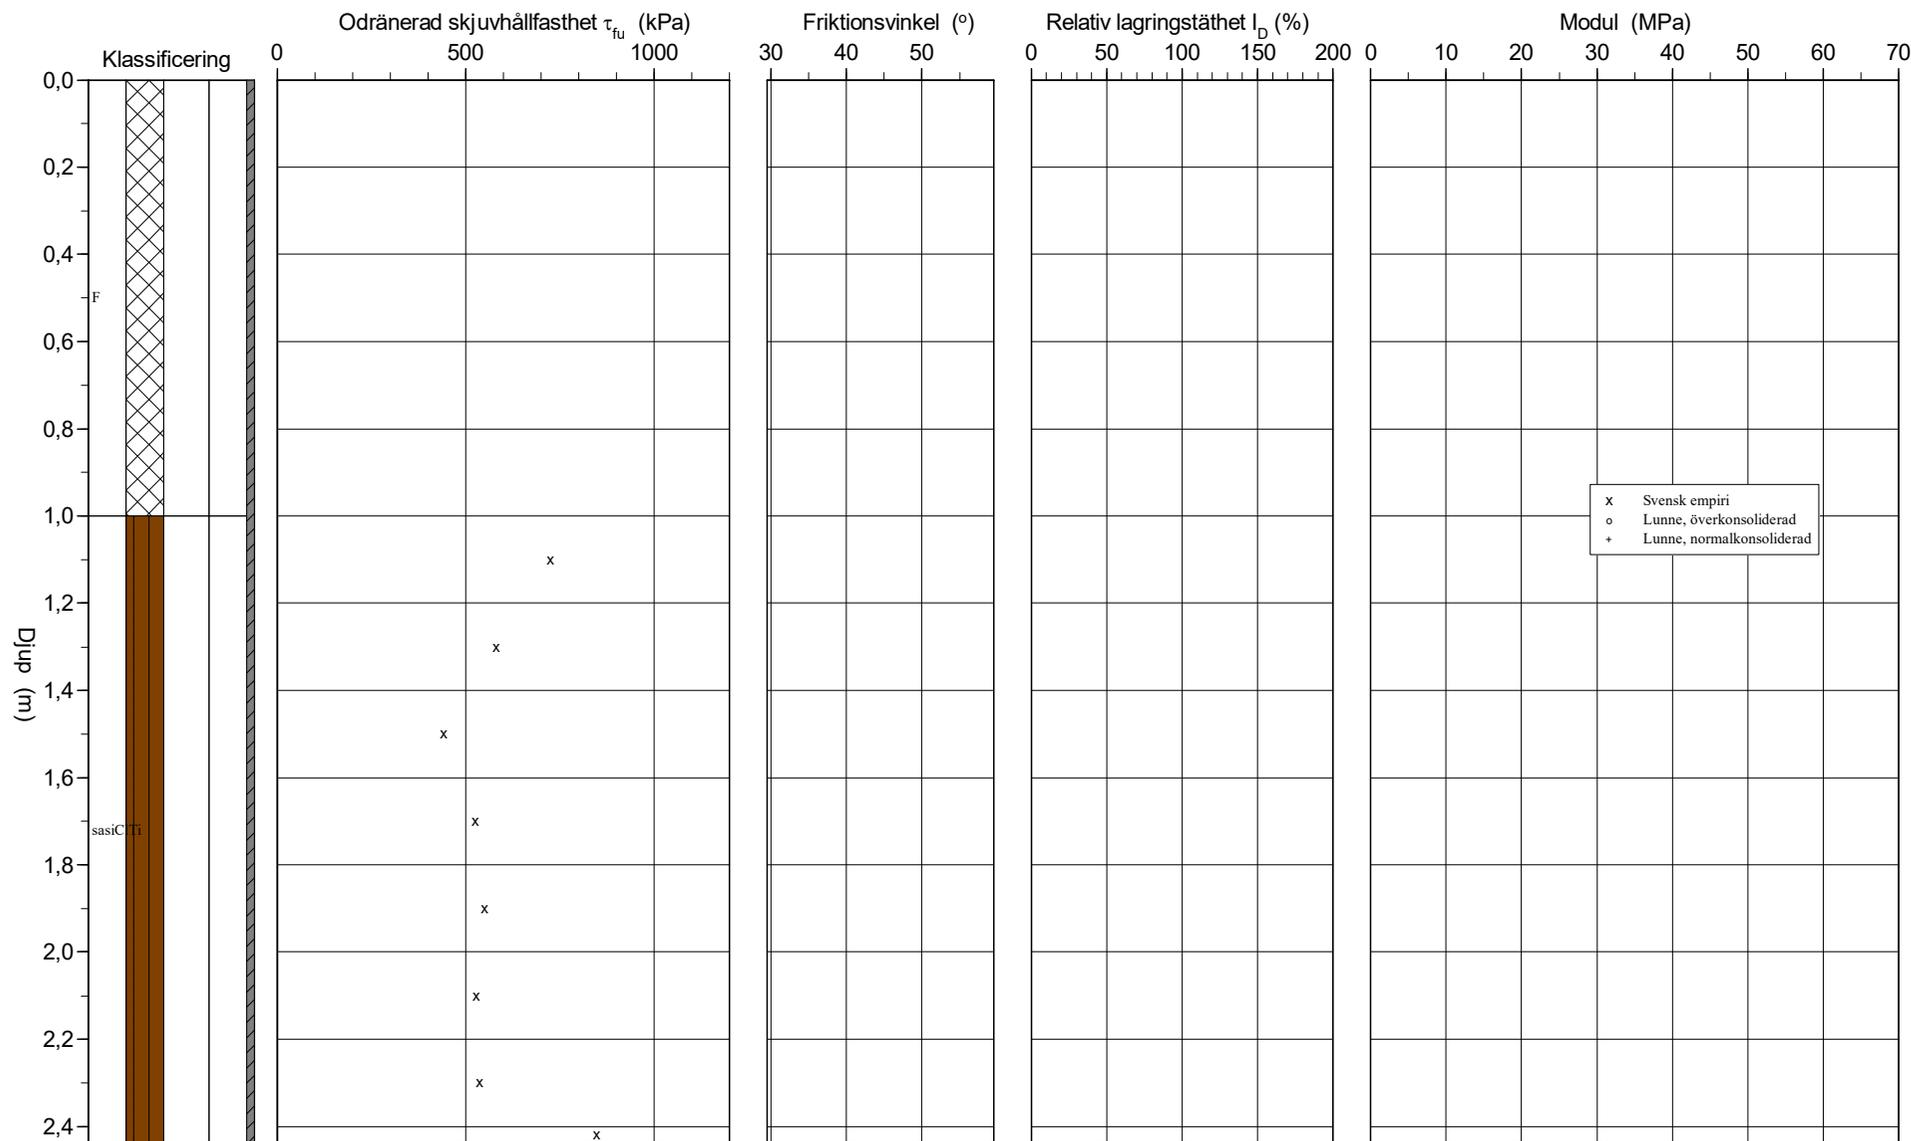 Klassificering
Odränerad skjuvhållfasthet τfu (kPa)
0 500 1000
Friktionsvinkel (o)
30 40 50
Relativ lagringstäthet ID (%)
0 50 100 150 200
Modul (MPa)
0 10 20 30 40 50 60 70
Djup (m)
0,0
0,2
0,4
F
0,6
0,8
1,0
1,2
1,4
1,6
sasiClTi
1,8
2,0
2,2
2,4
x Svensk empiri
o Lunne, överkonsoliderad
+ Lunne, normalkonsoliderad